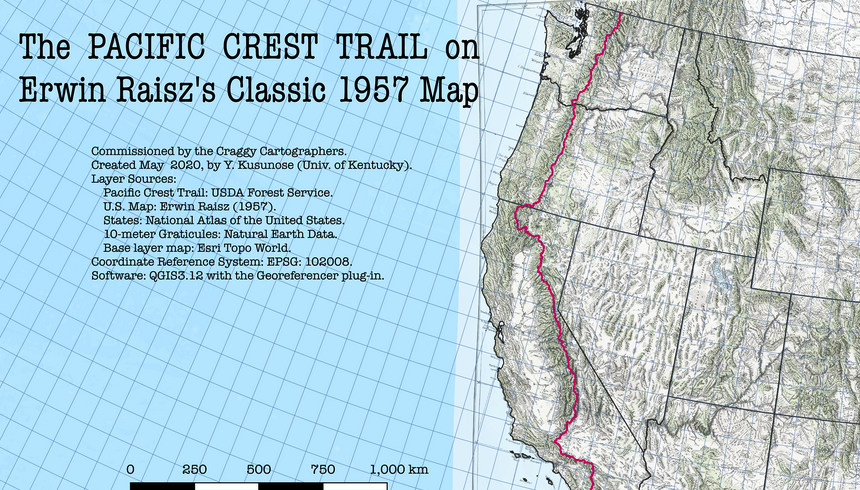 The PACIFIC CREST TRAIL on
Erwin Raisz's Classic 1957 Map
Commissioned by the Craggy Cartographers.
Created May 2020, by Y. Kusunose (Univ. of Kentucky).
Layer Sources:
Pacific Crest Trail: USDA Forest Service.
U.S. Map: Erwin Raisz (1957).
States: National Atlas of the United States.
10-meter Graticules: Natural Earth Data.
Base layer map: Esri Topo World.
Coordinate Reference System: EPSG: 102008.
Software: QGIS3.12 with the Georeferencer plug-in.
0 250 500 750 1,000 km